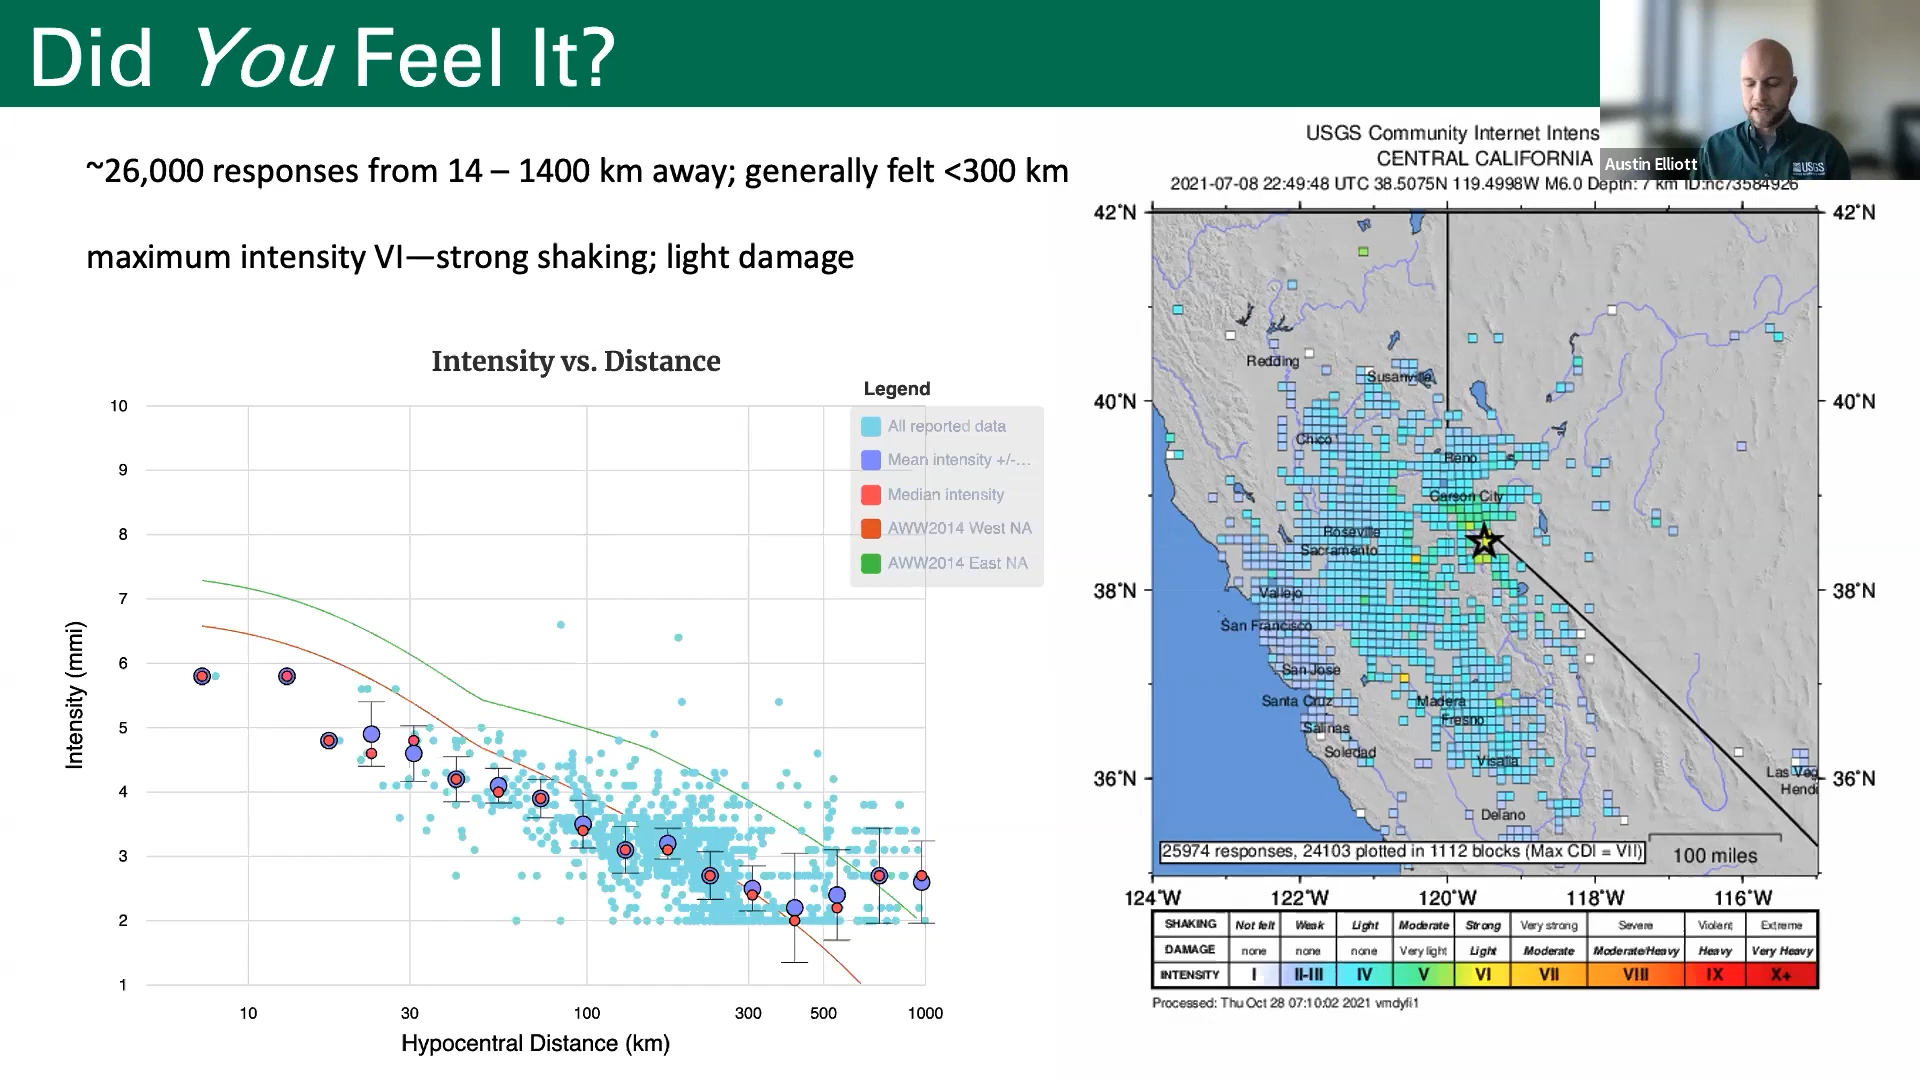 Did You Feel It?
Austin Elliott
USGS
~26,000 responses from 14 – 1400 km away; generally felt <300 km
maximum intensity VI—strong shaking; light damage
Intensity vs. Distance
Legend
All reported data
Mean intensity +/-...
Median intensity
AWW2014 West NA
AWW2014 East NA
10
9
8
7
6
5
4
3
2
1
Intensity (mmi)
10 30 100 300 500 1000
Hypocentral Distance (km)
USGS Community Internet Intens
CENTRAL CALIFORNIA
2021-07-08 22:49:48 UTC 38.5075N 119.4998W M6.0 Depth: 7 km ID:nc73584926
42˚N 42˚N
Redding
Susanville
40˚N 40˚N
Chico
Reno
Carson City
Roseville
Sacramento
38˚N 38˚N
Vallejo
San Francisco
San Jose
Santa Cruz
Madera
Fresno
Salinas
Soledad
Visalia
36˚N 36˚N
Las Veg
Hende
Delano
25974 responses, 24103 plotted in 1112 blocks (Max CDI = VII)
100 miles
124˚W 122˚W 120˚W 118˚W 116˚W
SHAKING Not felt Weak Light Moderate Strong Very strong Severe Violent Extreme
DAMAGE none none none Very light Light Moderate Moderate/Heavy Heavy Very Heavy
INTENSITY I II-III IV V VI VII VIII IX X+
Processed: Thu Oct 28 07:10:02 2021 vmdyfi1